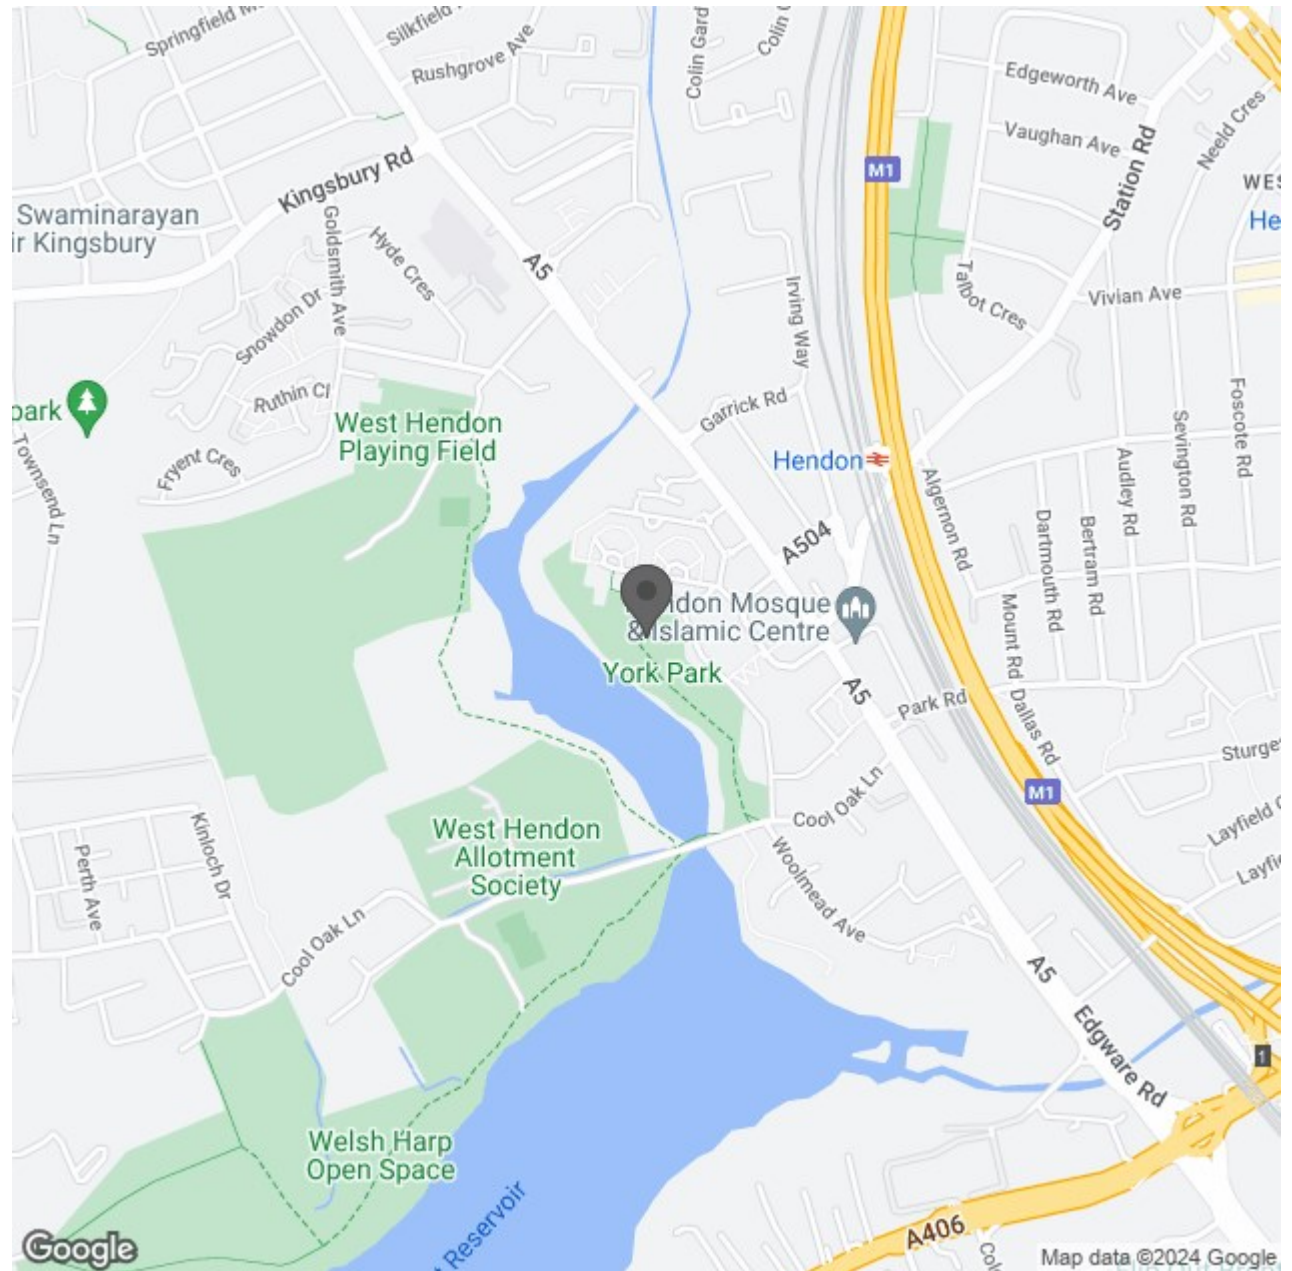 Springfield M
Silkfield
Rushgrove Ave
Colin Gard
Colin
Edgeworth Ave
Vaughan Ave
Station Rd
Neeld Cres
M1
Kingsbury Rd
WES
He
Swaminarayan
ir Kingsbury
Goldsmith Ave
Hyde Cres
A5
Irving Way
Talbot Cres
Vivian Ave
Snowdon Dr
Ruthin Cl
park
Townsend Ln
Fryent Cres
West Hendon
Playing Field
Garrick Rd
Hendon
Foscote Rd
Sevington Rd
Audley Rd
Algernon Rd
Dartmouth Rd
Bertram Rd
A504
ndon Mosque
& Islamic Centre
York Park
Mount Rd
Dallas Rd
A5
Park Rd
Sturge
M1
Cool Oak Ln
Layfield
Layfie
West Hendon
Allotment
Society
Kinloch Dr
Perth Ave
Woolmead Ave
Cool Oak Ln
A5
Edgware Rd
1
Welsh Harp
Open Space
t Reservoir
A406
Colo
Google
Map data ©2024 Google